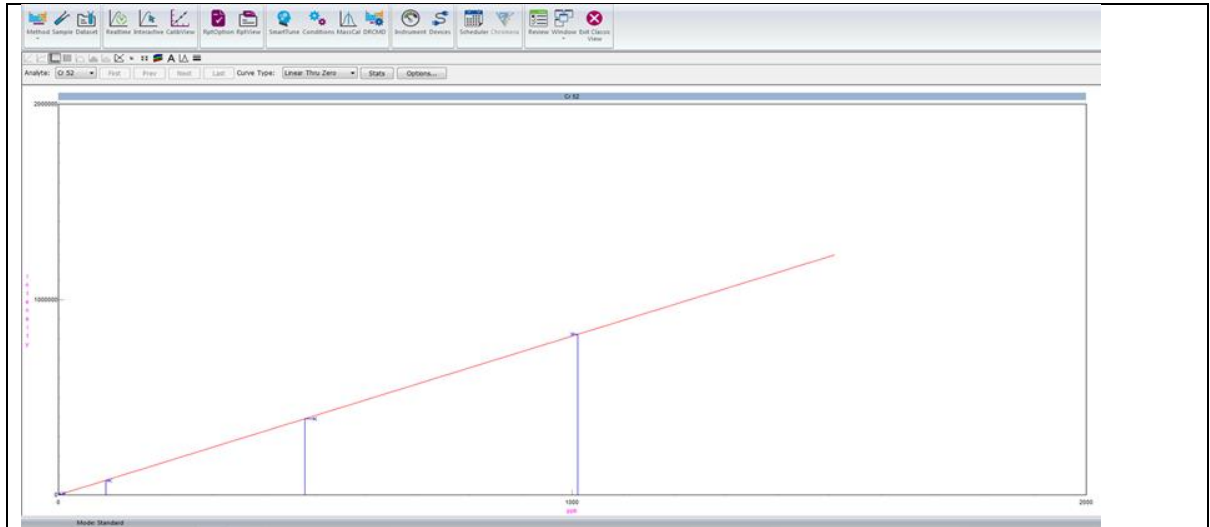 Method Sample Dataset Realtime Interactive CalibView RptOption RptView SmartTune Conditions MassCal DRCMD Instrument Devices Scheduler Chromera Review Window Exit Classic View
Analyte: Cr 52 First Prev Next Last Curve Type: Linear Thru Zero Stats Options...
Cr 52
2000000
1000000
Intensity
0 1000 2000
ppb
Mode: Standard